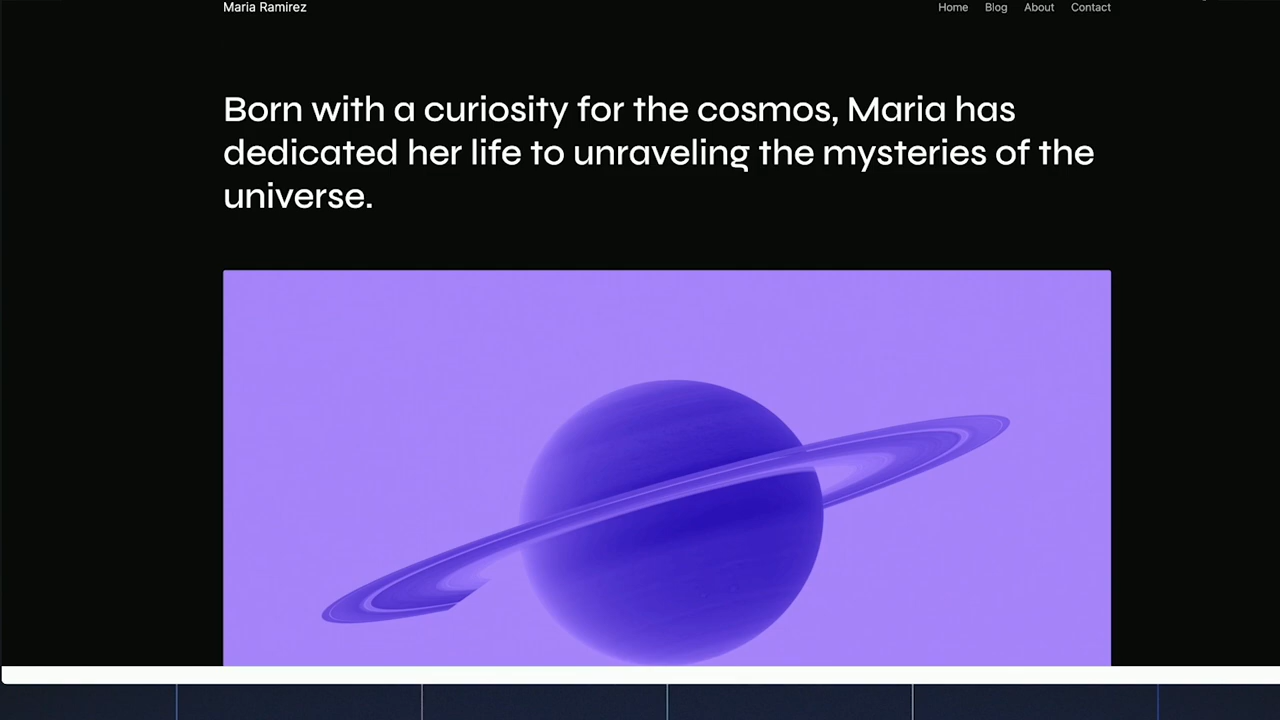 Maria Ramirez
Home Blog About Contact
Born with a curiosity for the cosmos, Maria has
dedicated her life to unraveling the mysteries of the
universe.